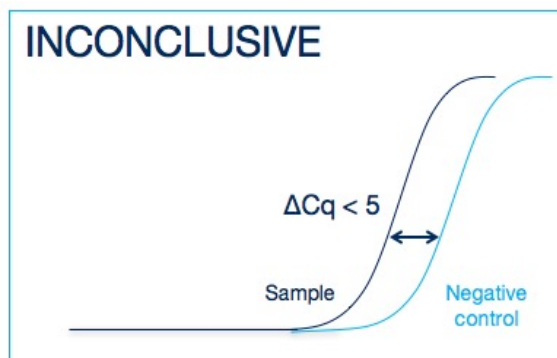 INCONCLUSIVE
ΔCq < 5
Sample
Negative
control